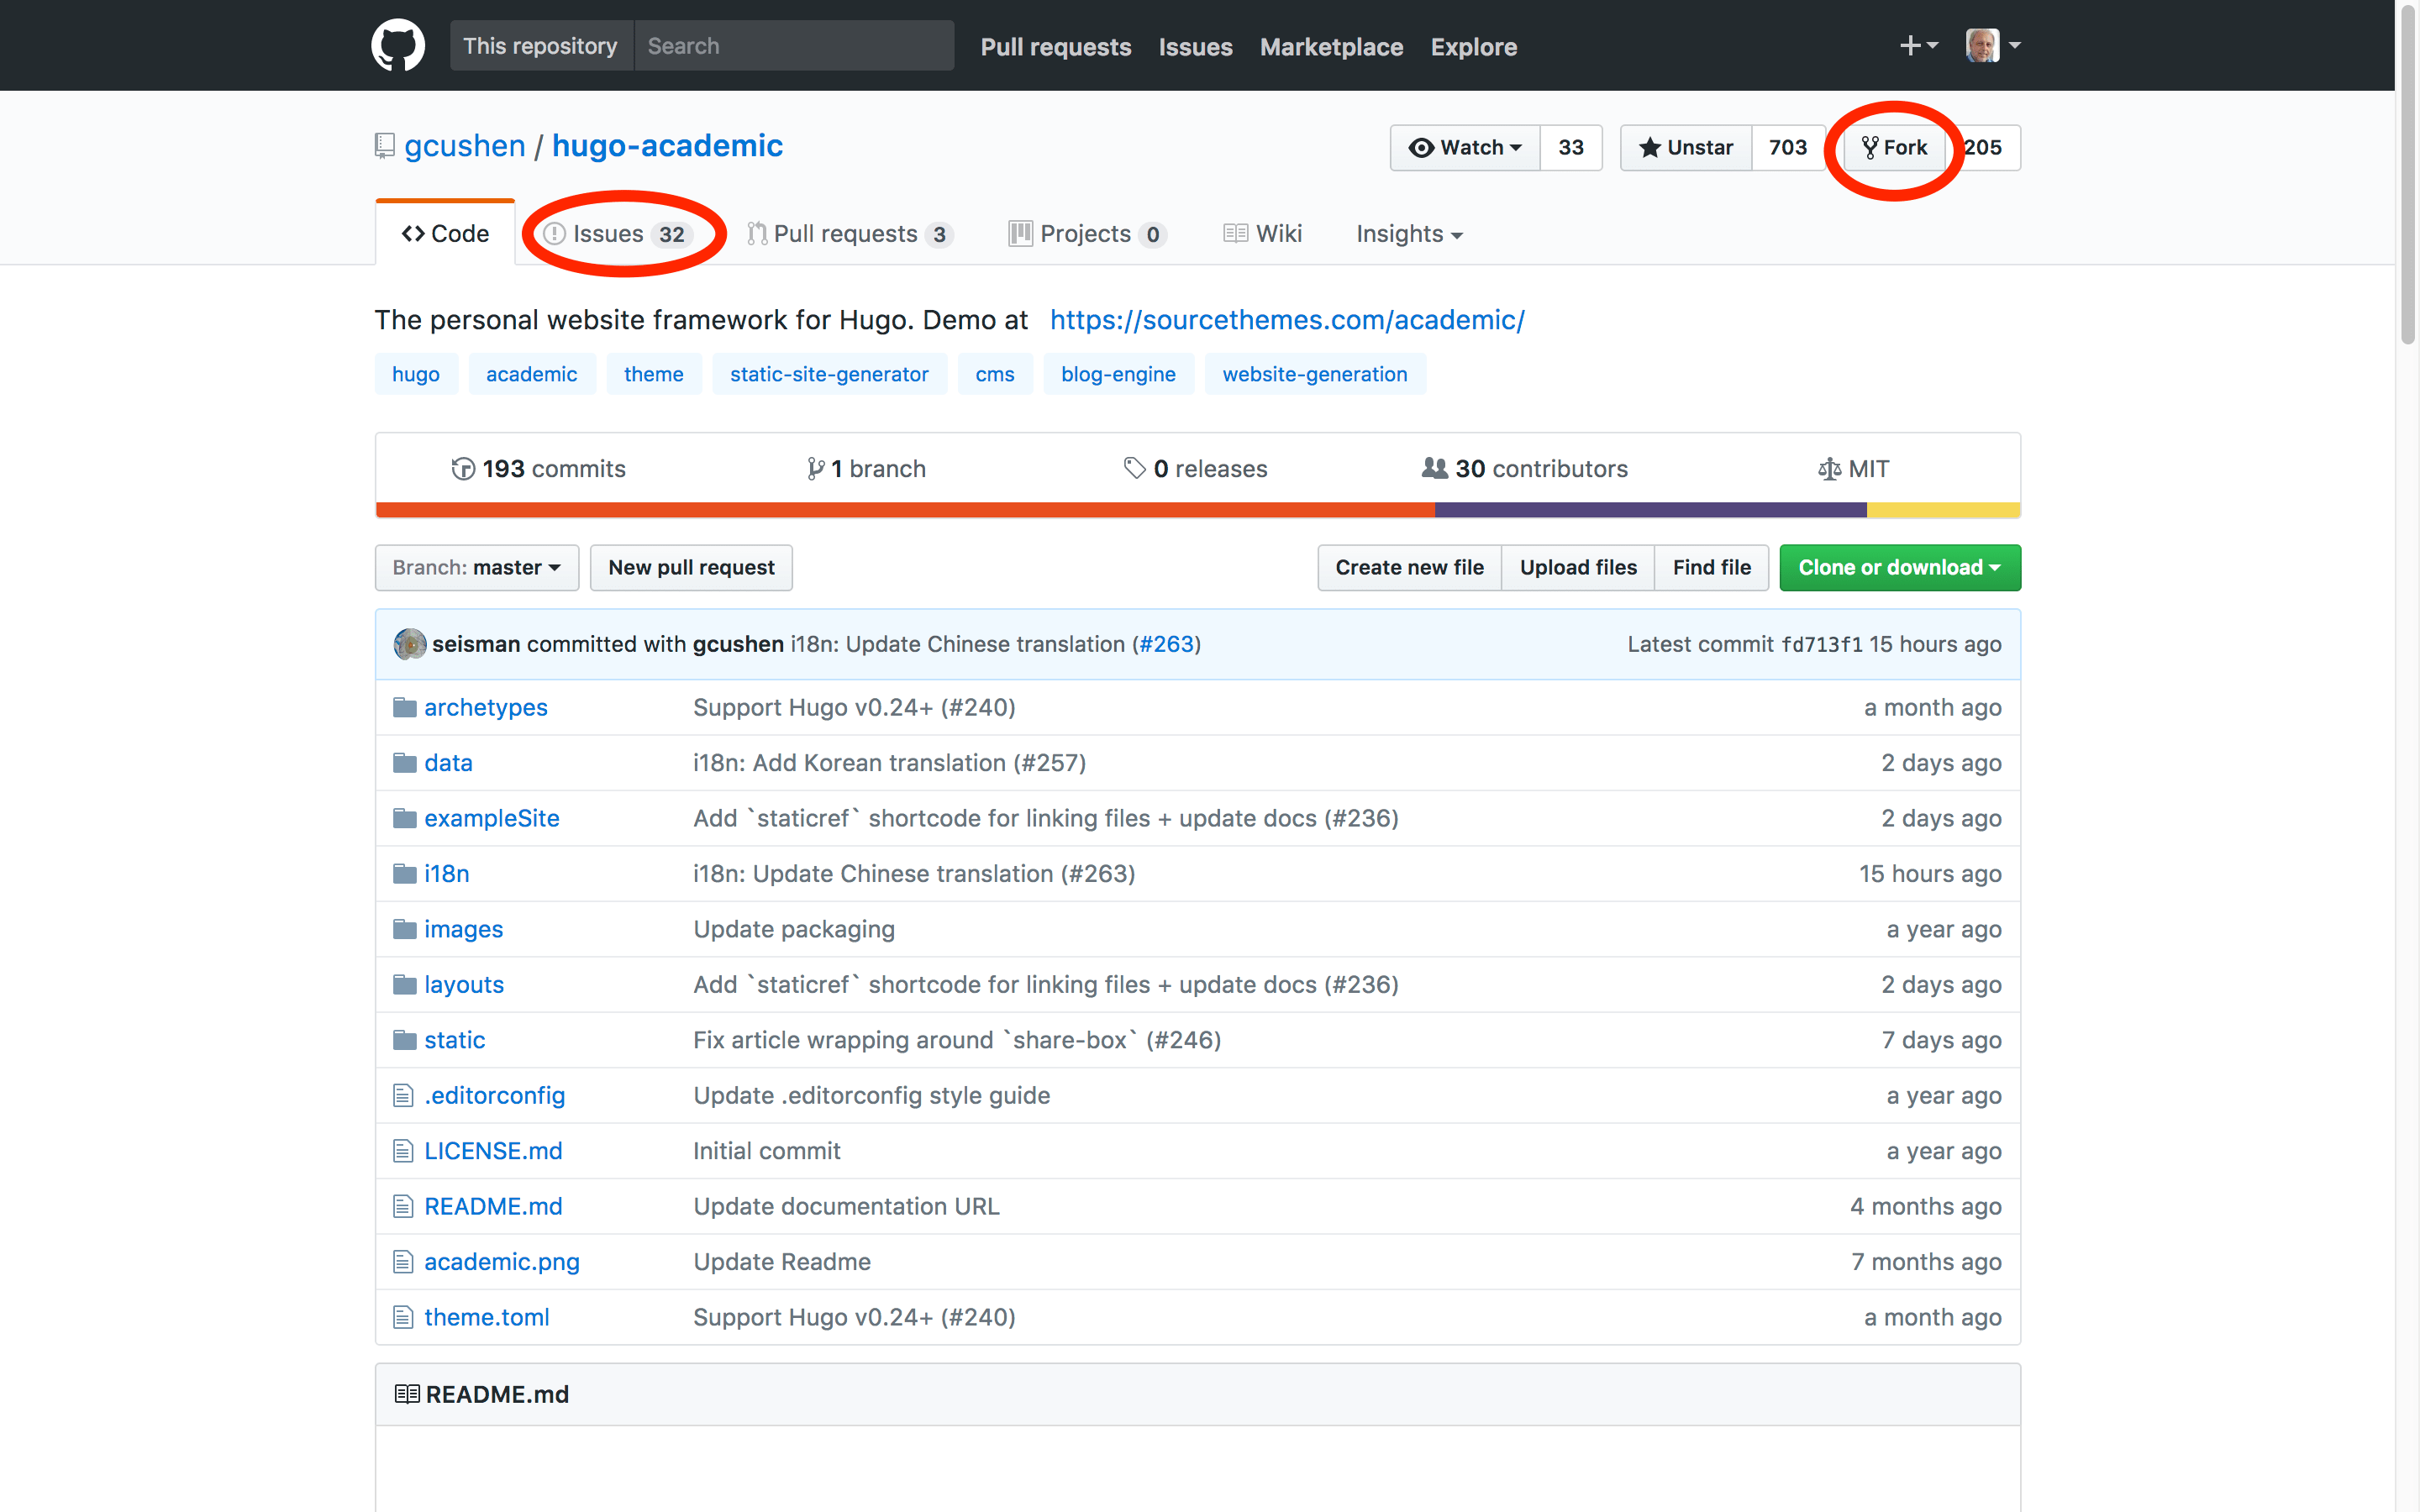 This repository Search Pull requests Issues Marketplace Explore
gcushen / hugo-academic Watch 33 Unstar 703 Fork 205
Code Issues 32 Pull requests 3 Projects 0 Wiki Insights
The personal website framework for Hugo. Demo at https://sourcethemes.com/academic/
hugo academic theme static-site-generator cms blog-engine website-generation
193 commits 1 branch 0 releases 30 contributors MIT
Branch: master New pull request Create new file Upload files Find file Clone or download
seisman committed with gcushen i18n: Update Chinese translation (#263) Latest commit fd713f1 15 hours ago
archetypes Support Hugo v0.24+ (#240) a month ago
data i18n: Add Korean translation (#257) 2 days ago
exampleSite Add `staticref` shortcode for linking files + update docs (#236) 2 days ago
i18n i18n: Update Chinese translation (#263) 15 hours ago
images Update packaging a year ago
layouts Add `staticref` shortcode for linking files + update docs (#236) 2 days ago
static Fix article wrapping around `share-box` (#246) 7 days ago
.editorconfig Update .editorconfig style guide a year ago
LICENSE.md Initial commit a year ago
README.md Update documentation URL 4 months ago
academic.png Update Readme 7 months ago
theme.toml Support Hugo v0.24+ (#240) a month ago
README.md